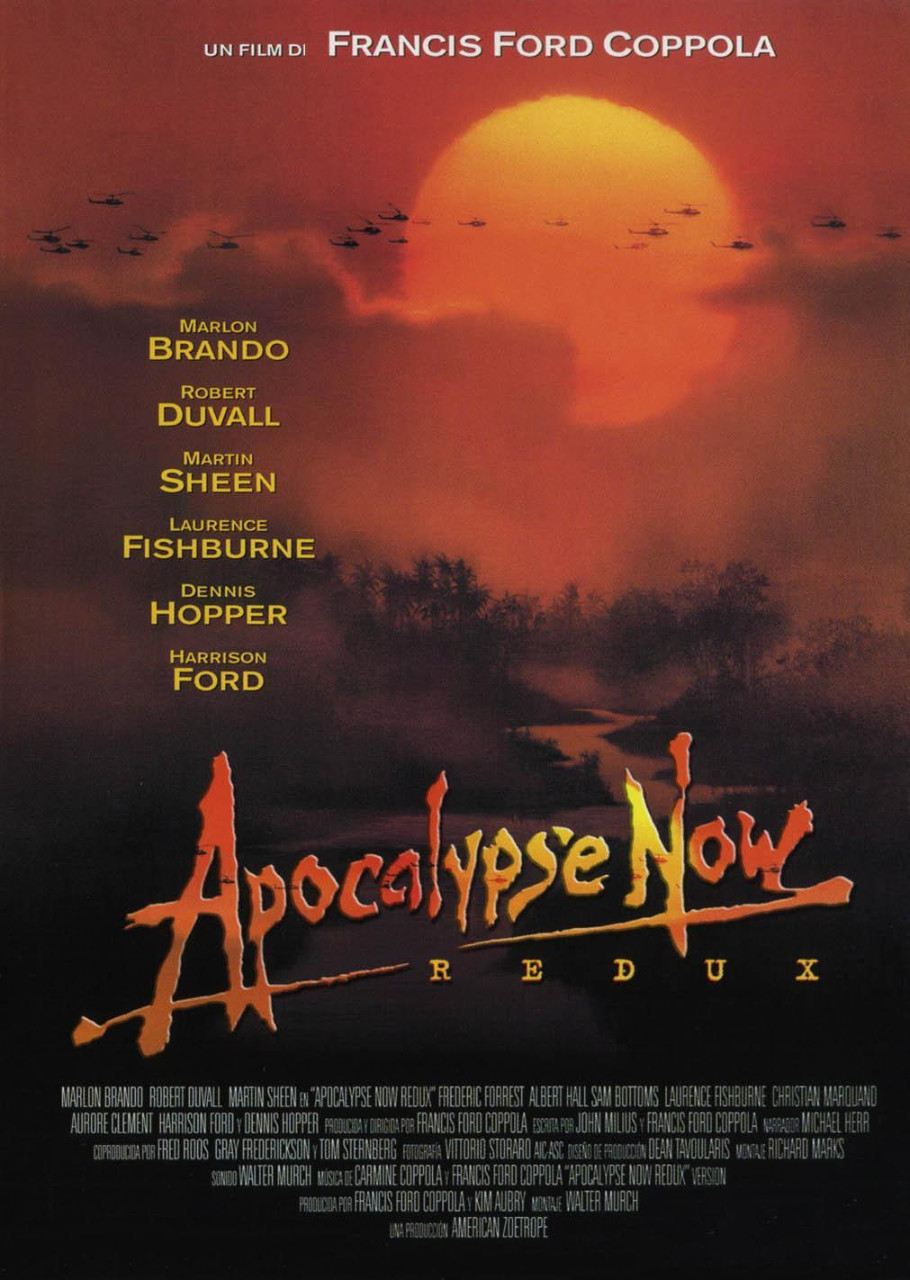 UN FILM DI FRANCIS FORD COPPOLA
MARLON
BRANDO
ROBERT
DUVALL
MARTIN
SHEEN
LAURENCE
FISHBURNE
DENNIS
HOPPER
HARRISON
FORD
APOCALYPSE NOW
REDUX
MARLON BRANDO ROBERT DUVALL MARTIN SHEEN EN "APOCALYPSE NOW REDUX" FREDERIC FORREST ALBERT HALL SAM BOTTOMS LAURENCE FISHBURNE CHRISTIAN MARQUAND
AURORE CLEMENT HARRISON FORD Y DENNIS HOPPER PRODUCIDA Y DIRIGIDA POR FRANCIS FORD COPPOLA ESCRITA POR JOHN MILIUS Y FRANCIS FORD COPPOLA NARRADOR MICHAEL HERR
COPRODUCIDA POR FRED ROOS GRAY FREDERICKSON Y TOM STERNBERG FOTOGRAFÍA VITTORIO STORARO AIC-ASC DISEÑO DE PRODUCCIÓN DEAN TAVOULARIS MONTAJE RICHARD MARKS
SONIDO WALTER MURCH MÚSICA DE CARMINE COPPOLA Y FRANCIS FORD COPPOLA "APOCALYPSE NOW REDUX" VERSION
PRODUCIDA POR FRANCIS FORD COPPOLA Y KIM AUBRY MONTAJE WALTER MURCH
UNA PRODUCCIÓN AMERICAN ZOETROPE